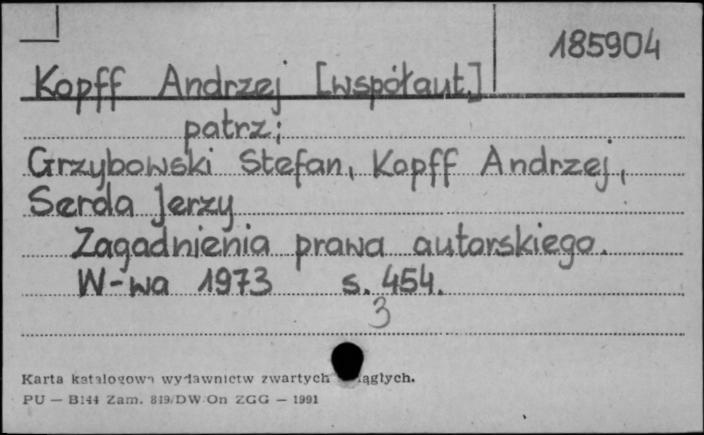 185904
Kopff Andrzej [współaut.]
patrz:
Grzybowski Stefan, Kopff Andrzej,
Serda Jerzy
Zagadnienia prawa autorskiego.
W-wa 1973 s. 454.
3
Karta katalogowa wydawnictw zwartych ągłych.
PU — B144 Zam. 849/DW/On ZGG — 1991